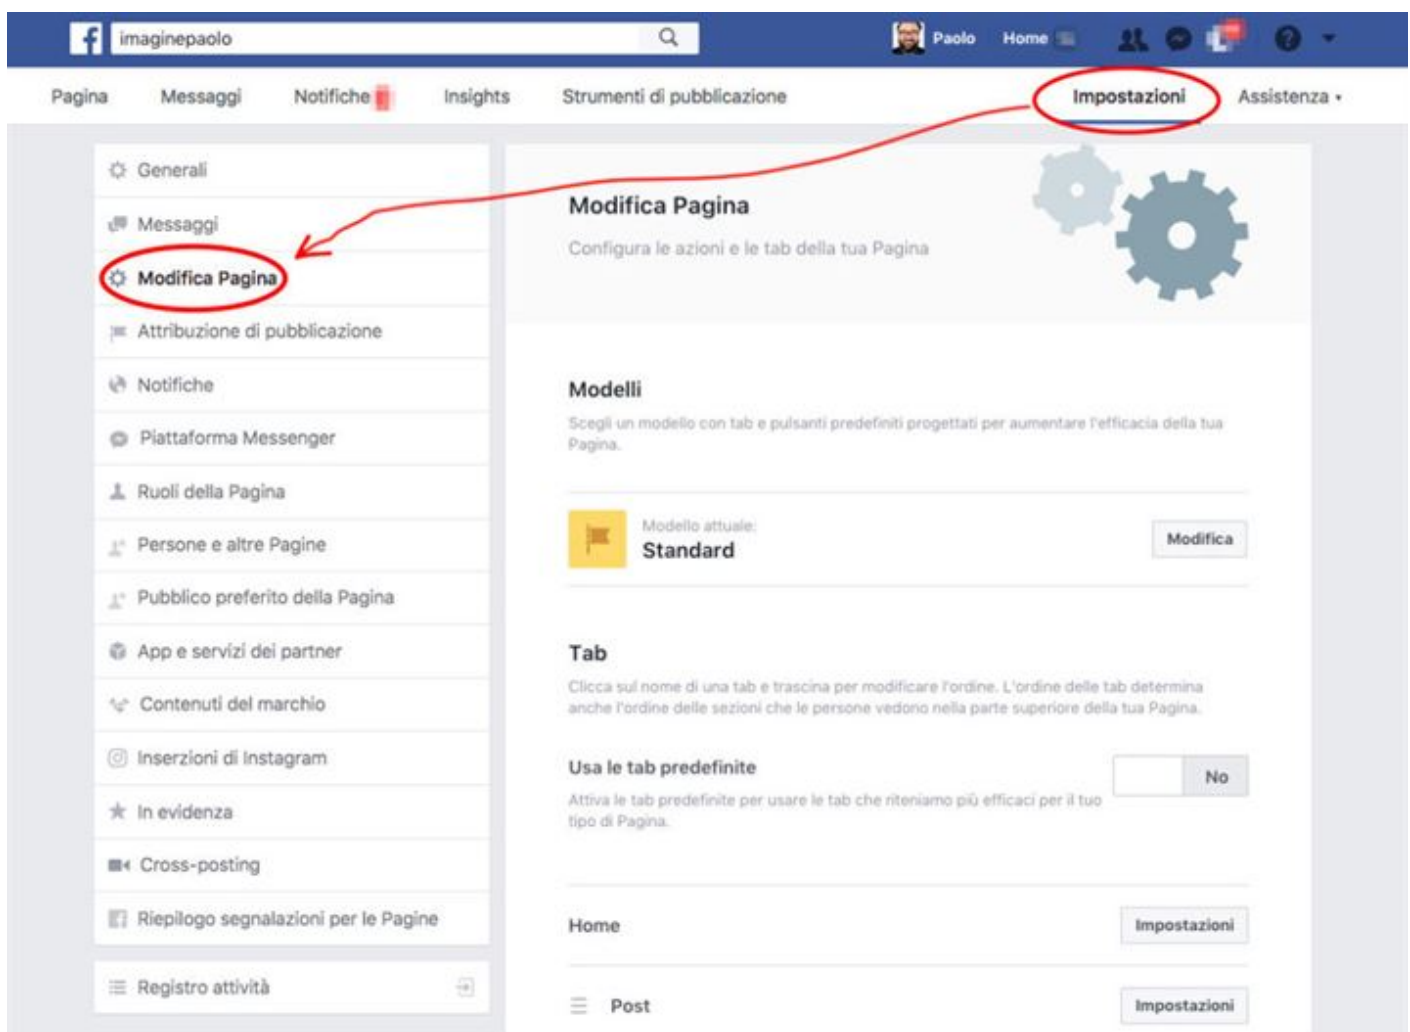 imaginepaolo
Paolo Home
Pagina Messaggi Notifiche Insights Strumenti di pubblicazione Impostazioni Assistenza
Generali
Messaggi
Modifica Pagina
Attribuzione di pubblicazione
Notifiche
Piattaforma Messenger
Ruoli della Pagina
Persone e altre Pagine
Pubblico preferito della Pagina
App e servizi dei partner
Contenuti del marchio
Inserzioni di Instagram
In evidenza
Cross-posting
Riepilogo segnalazioni per le Pagine
Registro attività
Modifica Pagina
Configura le azioni e le tab della tua Pagina
Modelli
Scegli un modello con tab e pulsanti predefiniti progettati per aumentare l'efficacia della tua
Pagina.
Modello attuale:
Standard
Modifica
Tab
Clicca sul nome di una tab e trascina per modificare l'ordine. L'ordine delle tab determina
anche l'ordine delle sezioni che le persone vedono nella parte superiore della tua Pagina.
Usa le tab predefinite
No
Attiva le tab predefinite per usare le tab che riteniamo più efficaci per il tuo
tipo di Pagina.
Home Impostazioni
Post Impostazioni